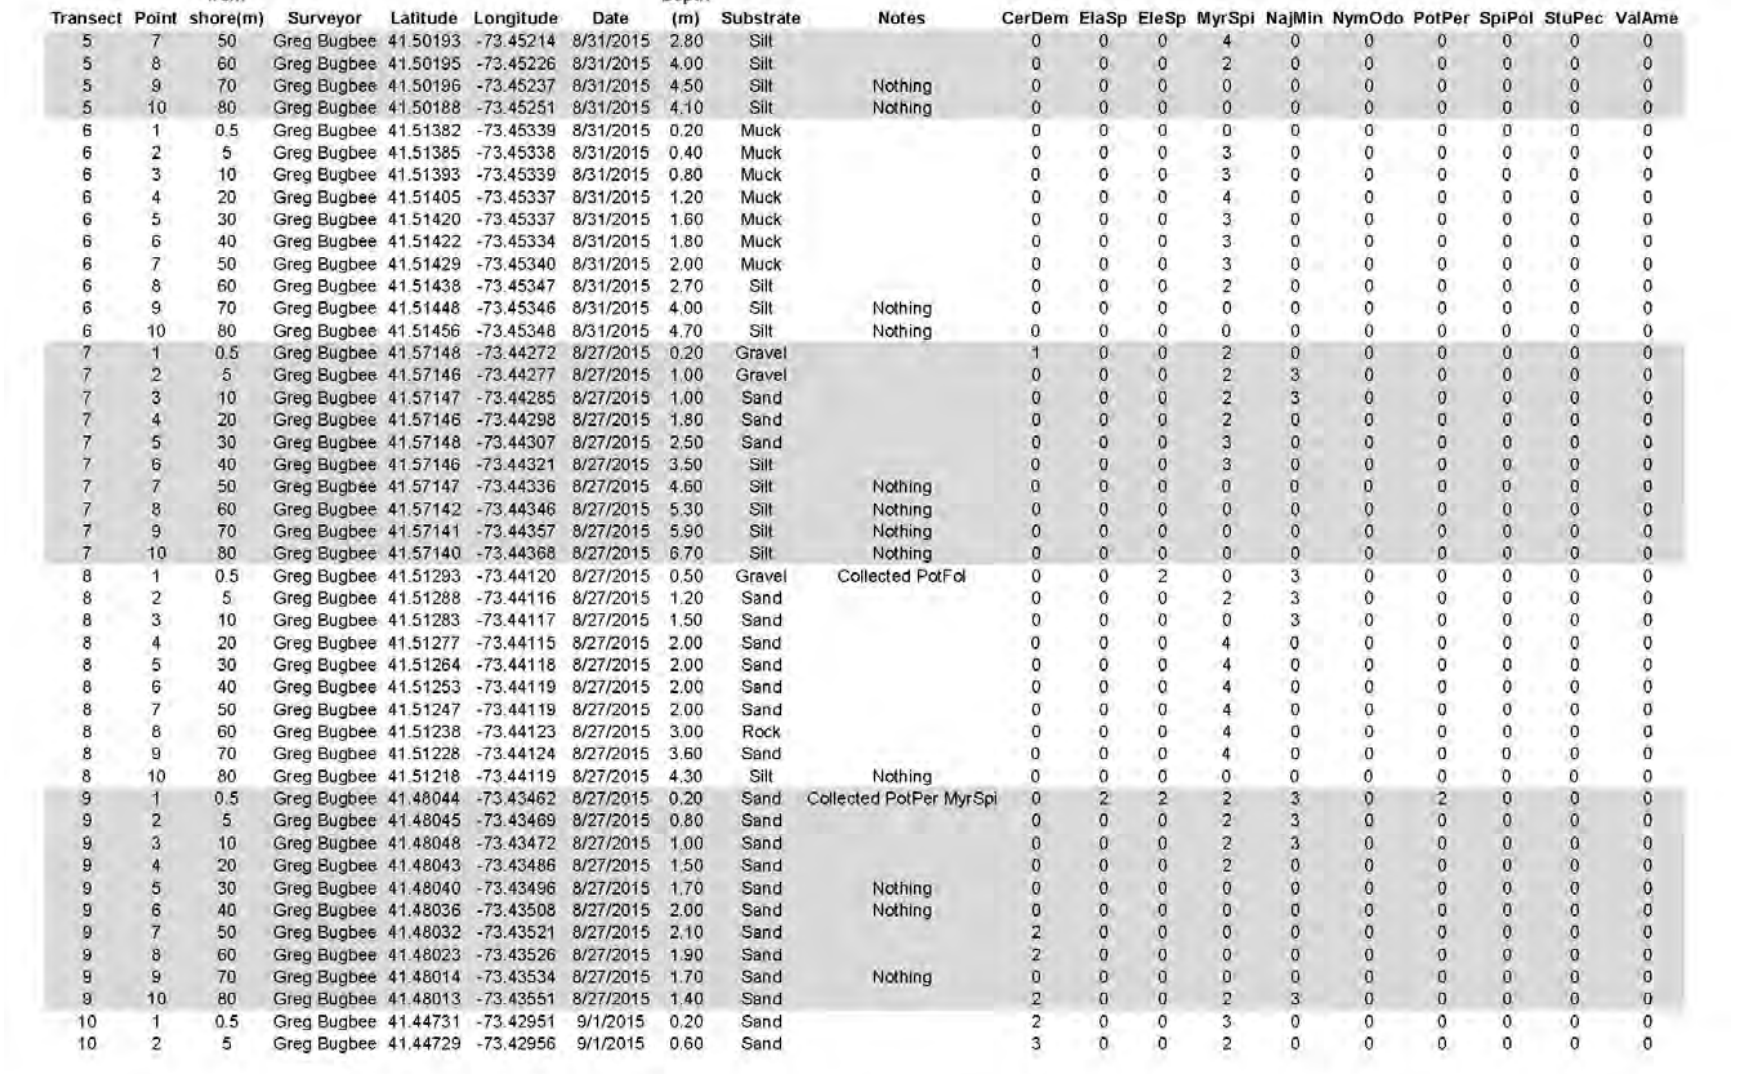 Transect Point shore(m) Surveyor Latitude Longitude Date (m) Substrate Notes CerDem ElaSp EleSp MyrSpi NajMin NymOdo PotPer SpiPol StuPec ValAme
5 7 50 Greg Bugbee 41.50193 -73.45214 8/31/2015 2.80 Silt 0 0 0 4 0 0 0 0 0 0
5 8 60 Greg Bugbee 41.50195 -73.45226 8/31/2015 4.00 Silt 0 0 0 2 0 0 0 0 0 0
5 9 70 Greg Bugbee 41.50196 -73.45237 8/31/2015 4.50 Silt Nothing 0 0 0 0 0 0 0 0 0 0
5 10 80 Greg Bugbee 41.50188 -73.45251 8/31/2015 4.10 Silt Nothing 0 0 0 0 0 0 0 0 0 0
6 1 0.5 Greg Bugbee 41.51382 -73.45339 8/31/2015 0.20 Muck 0 0 0 0 0 0 0 0 0 0
6 2 5 Greg Bugbee 41.51385 -73.45338 8/31/2015 0.40 Muck 0 0 0 3 0 0 0 0 0 0
6 3 10 Greg Bugbee 41.51393 -73.45339 8/31/2015 0.80 Muck 0 0 0 3 0 0 0 0 0 0
6 4 20 Greg Bugbee 41.51405 -73.45337 8/31/2015 1.20 Muck 0 0 0 4 0 0 0 0 0 0
6 5 30 Greg Bugbee 41.51420 -73.45337 8/31/2015 1.60 Muck 0 0 0 3 0 0 0 0 0 0
6 6 40 Greg Bugbee 41.51422 -73.45334 8/31/2015 1.80 Muck 0 0 0 3 0 0 0 0 0 0
6 7 50 Greg Bugbee 41.51429 -73.45340 8/31/2015 2.00 Muck 0 0 0 3 0 0 0 0 0 0
6 8 60 Greg Bugbee 41.51438 -73.45347 8/31/2015 2.70 Silt 0 0 0 2 0 0 0 0 0 0
6 9 70 Greg Bugbee 41.51448 -73.45346 8/31/2015 4.00 Silt Nothing 0 0 0 0 0 0 0 0 0 0
6 10 80 Greg Bugbee 41.51456 -73.45348 8/31/2015 4.70 Silt Nothing 0 0 0 0 0 0 0 0 0 0
7 1 0.5 Greg Bugbee 41.57148 -73.44272 8/27/2015 0.20 Gravel 1 0 0 2 0 0 0 0 0 0
7 2 5 Greg Bugbee 41.57146 -73.44277 8/27/2015 1.00 Gravel 0 0 0 2 3 0 0 0 0 0
7 3 10 Greg Bugbee 41.57147 -73.44285 8/27/2015 1.00 Sand 0 0 0 2 3 0 0 0 0 0
7 4 20 Greg Bugbee 41.57146 -73.44298 8/27/2015 1.80 Sand 0 0 0 2 0 0 0 0 0 0
7 5 30 Greg Bugbee 41.57148 -73.44307 8/27/2015 2.50 Sand 0 0 0 3 0 0 0 0 0 0
7 6 40 Greg Bugbee 41.57146 -73.44321 8/27/2015 3.50 Silt 0 0 0 3 0 0 0 0 0 0
7 7 50 Greg Bugbee 41.57147 -73.44336 8/27/2015 4.60 Silt Nothing 0 0 0 0 0 0 0 0 0 0
7 8 60 Greg Bugbee 41.57142 -73.44346 8/27/2015 5.30 Silt Nothing 0 0 0 0 0 0 0 0 0 0
7 9 70 Greg Bugbee 41.57141 -73.44357 8/27/2015 5.90 Silt Nothing 0 0 0 0 0 0 0 0 0 0
7 10 80 Greg Bugbee 41.57140 -73.44368 8/27/2015 6.70 Silt Nothing 0 0 0 0 0 0 0 0 0 0
8 1 0.5 Greg Bugbee 41.51293 -73.44120 8/27/2015 0.50 Gravel Collected PotFol 0 0 2 0 3 0 0 0 0 0
8 2 5 Greg Bugbee 41.51288 -73.44116 8/27/2015 1.20 Sand 0 0 0 2 3 0 0 0 0 0
8 3 10 Greg Bugbee 41.51283 -73.44117 8/27/2015 1.50 Sand 0 0 0 0 3 0 0 0 0 0
8 4 20 Greg Bugbee 41.51277 -73.44115 8/27/2015 2.00 Sand 0 0 0 4 0 0 0 0 0 0
8 5 30 Greg Bugbee 41.51264 -73.44118 8/27/2015 2.00 Sand 0 0 0 4 0 0 0 0 0 0
8 6 40 Greg Bugbee 41.51253 -73.44119 8/27/2015 2.00 Sand 0 0 0 4 0 0 0 0 0 0
8 7 50 Greg Bugbee 41.51247 -73.44119 8/27/2015 2.00 Sand 0 0 0 4 0 0 0 0 0 0
8 8 60 Greg Bugbee 41.51238 -73.44123 8/27/2015 3.00 Rock 0 0 0 4 0 0 0 0 0 0
8 9 70 Greg Bugbee 41.51228 -73.44124 8/27/2015 3.60 Sand 0 0 0 4 0 0 0 0 0 0
8 10 80 Greg Bugbee 41.51218 -73.44119 8/27/2015 4.30 Silt Nothing 0 0 0 0 0 0 0 0 0 0
9 1 0.5 Greg Bugbee 41.48044 -73.43462 8/27/2015 0.20 Sand Collected PotPer MyrSpi 0 2 2 2 3 0 2 0 0 0
9 2 5 Greg Bugbee 41.48045 -73.43469 8/27/2015 0.80 Sand 0 0 0 2 3 0 0 0 0 0
9 3 10 Greg Bugbee 41.48048 -73.43472 8/27/2015 1.00 Sand 0 0 0 2 3 0 0 0 0 0
9 4 20 Greg Bugbee 41.48043 -73.43486 8/27/2015 1.50 Sand 0 0 0 2 0 0 0 0 0 0
9 5 30 Greg Bugbee 41.48040 -73.43496 8/27/2015 1.70 Sand Nothing 0 0 0 0 0 0 0 0 0 0
9 6 40 Greg Bugbee 41.48036 -73.43508 8/27/2015 2.00 Sand Nothing 0 0 0 0 0 0 0 0 0 0
9 7 50 Greg Bugbee 41.48032 -73.43521 8/27/2015 2.10 Sand 2 0 0 0 0 0 0 0 0 0
9 8 60 Greg Bugbee 41.48023 -73.43526 8/27/2015 1.90 Sand 2 0 0 0 0 0 0 0 0 0
9 9 70 Greg Bugbee 41.48014 -73.43534 8/27/2015 1.70 Sand Nothing 0 0 0 0 0 0 0 0 0 0
9 10 80 Greg Bugbee 41.48013 -73.43551 8/27/2015 1.40 Sand 2 0 0 2 3 0 0 0 0 0
10 1 0.5 Greg Bugbee 41.44731 -73.42951 9/1/2015 0.20 Sand 2 0 0 3 0 0 0 0 0 0
10 2 5 Greg Bugbee 41.44729 -73.42956 9/1/2015 0.60 Sand 3 0 0 2 0 0 0 0 0 0